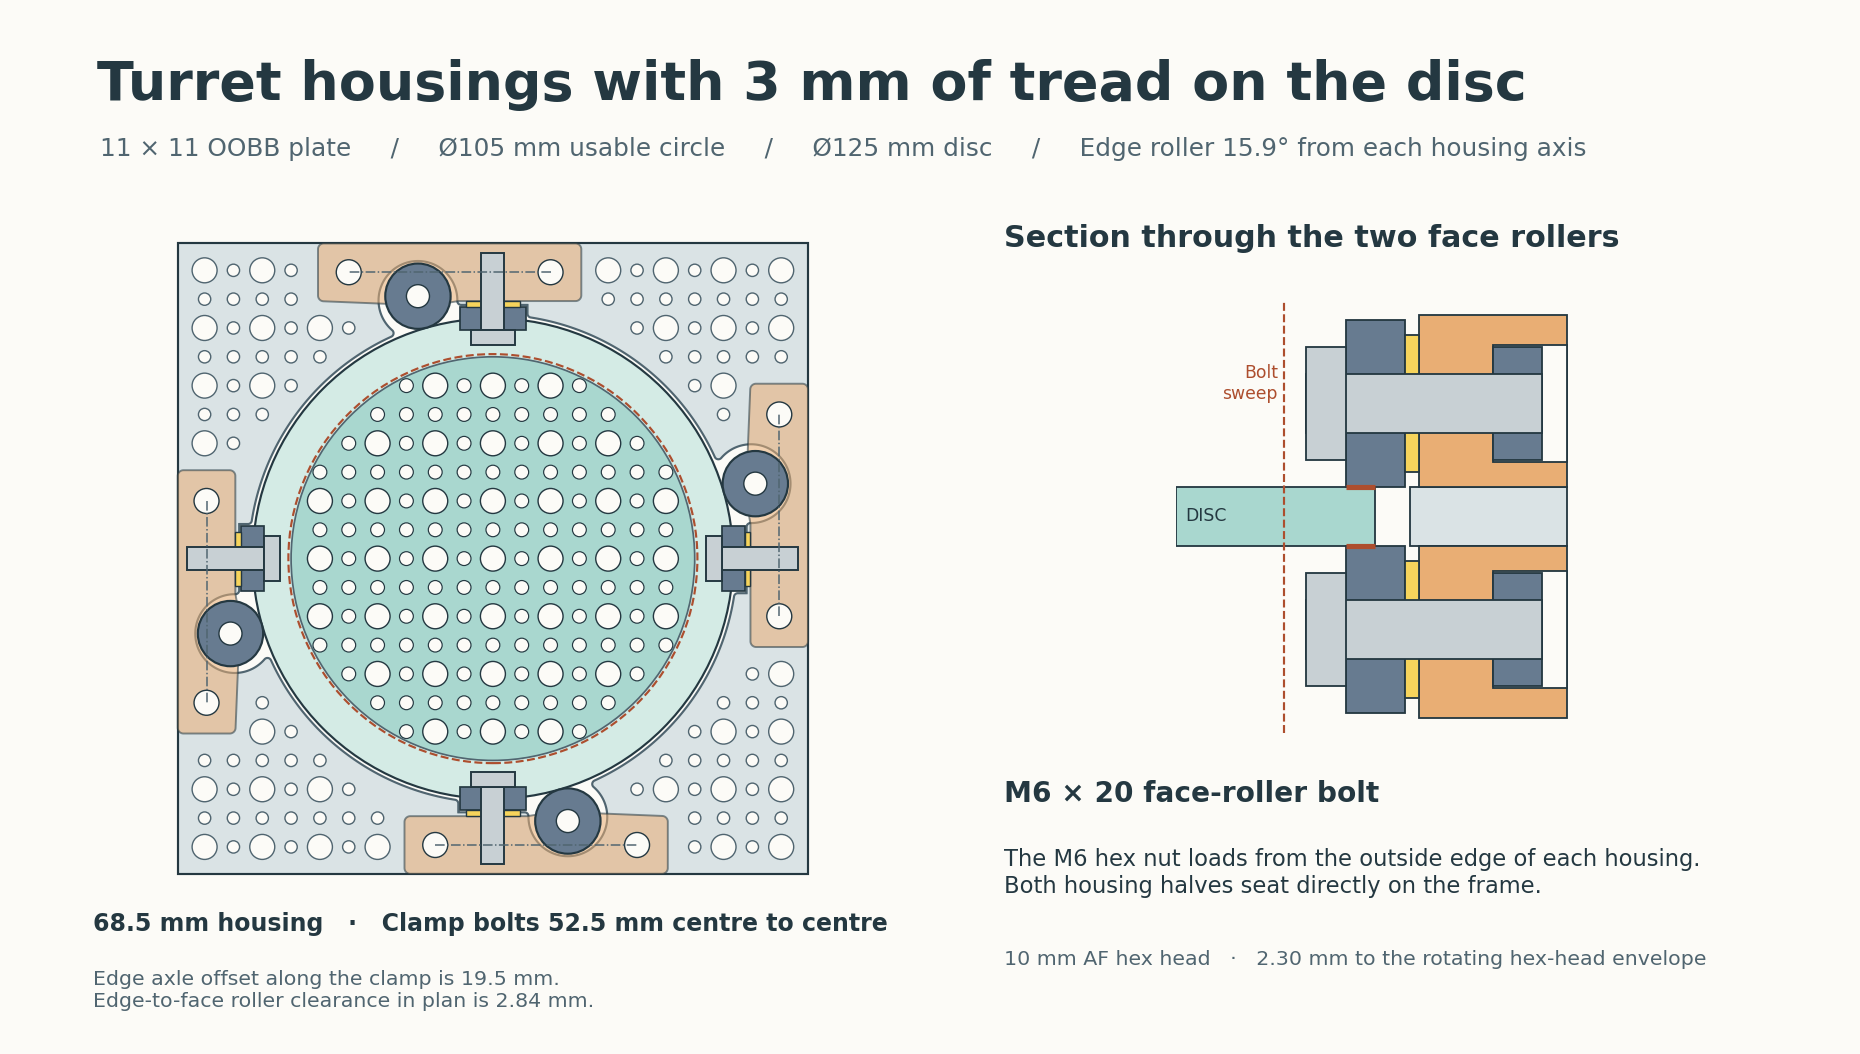 Turret housings with 3 mm of tread on the disc
11 × 11 OOBB plate / Ø105 mm usable circle / Ø125 mm disc / Edge roller 15.9° from each housing axis
Section through the two face rollers
Bolt
sweep
DISC
M6 × 20 face-roller bolt
The M6 hex nut loads from the outside edge of each housing.
Both housing halves seat directly on the frame.
10 mm AF hex head · 2.30 mm to the rotating hex-head envelope
68.5 mm housing · Clamp bolts 52.5 mm centre to centre
Edge axle offset along the clamp is 19.5 mm.
Edge-to-face roller clearance in plan is 2.84 mm.